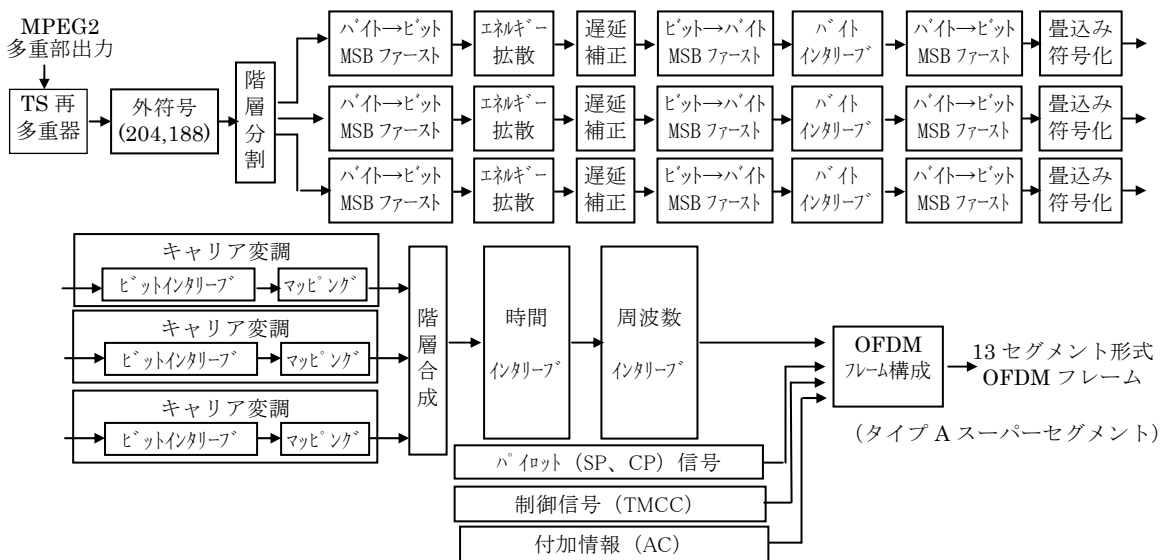 MPEG2
多重部出力
TS 再
多重器
外符号
(204,188)
階層分割
ﾊﾞｲﾄ→ﾋﾞｯﾄ
MSB ファースト
ｴﾈﾙｷﾞｰ
拡散
遅延
補正
ﾋﾞｯﾄ→ﾊﾞｲﾄ
MSB ファースト
ﾊﾞｲﾄ
ｲﾝﾀﾘｰﾌﾞ
ﾊﾞｲﾄ→ﾋﾞｯﾄ
MSB ファースト
畳込み
符号化
ﾊﾞｲﾄ→ﾋﾞｯﾄ
MSB ファースト
ｴﾈﾙｷﾞｰ
拡散
遅延
補正
ﾋﾞｯﾄ→ﾊﾞｲﾄ
MSB ファースト
ﾊﾞｲﾄ
ｲﾝﾀﾘｰﾌﾞ
ﾊﾞｲﾄ→ﾋﾞｯﾄ
MSB ファースト
畳込み
符号化
ﾊﾞｲﾄ→ﾋﾞｯﾄ
MSB ファースト
ｴﾈﾙｷﾞｰ
拡散
遅延
補正
ﾋﾞｯﾄ→ﾊﾞｲﾄ
MSB ファースト
ﾊﾞｲﾄ
ｲﾝﾀﾘｰﾌﾞ
ﾊﾞｲﾄ→ﾋﾞｯﾄ
MSB ファースト
畳込み
符号化
キャリア変調
ﾋﾞｯﾄｲﾝﾀﾘｰﾌﾞ
ﾏｯﾋﾟﾝｸﾞ
キャリア変調
ﾋﾞｯﾄｲﾝﾀﾘｰﾌﾞ
ﾏｯﾋﾟﾝｸﾞ
キャリア変調
ﾋﾞｯﾄｲﾝﾀﾘｰﾌﾞ
ﾏｯﾋﾟﾝｸﾞ
階層合成
時間
ｲﾝﾀﾘｰﾌﾞ
周波数
ｲﾝﾀﾘｰﾌﾞ
OFDM
ﾌﾚｰﾑ構成
13 セグメント形式
OFDM フレーム
（タイプ A スーパーセグメント）
ﾊﾟｲﾛｯﾄ（SP、CP）信号
制御信号（TMCC）
付加情報（AC）